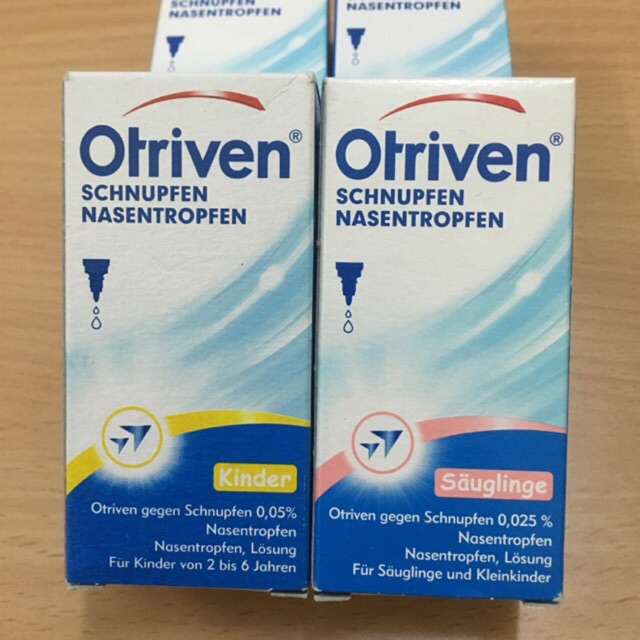 SCHNUPFEN
NASENTROPFEN
NASENTROPFEN
Otriven®
SCHNUPFEN
NASENTROPFEN
Kinder
Otriven gegen Schnupfen 0,05%
Nasentropfen
Nasentropfen, Lösung
Für Kinder von 2 bis 6 Jahren
Otriven®
SCHNUPFEN
NASENTROPFEN
Säuglinge
Otriven gegen Schnupfen 0,025 %
Nasentropfen
Nasentropfen, Lösung
Für Säuglinge und Kleinkinder